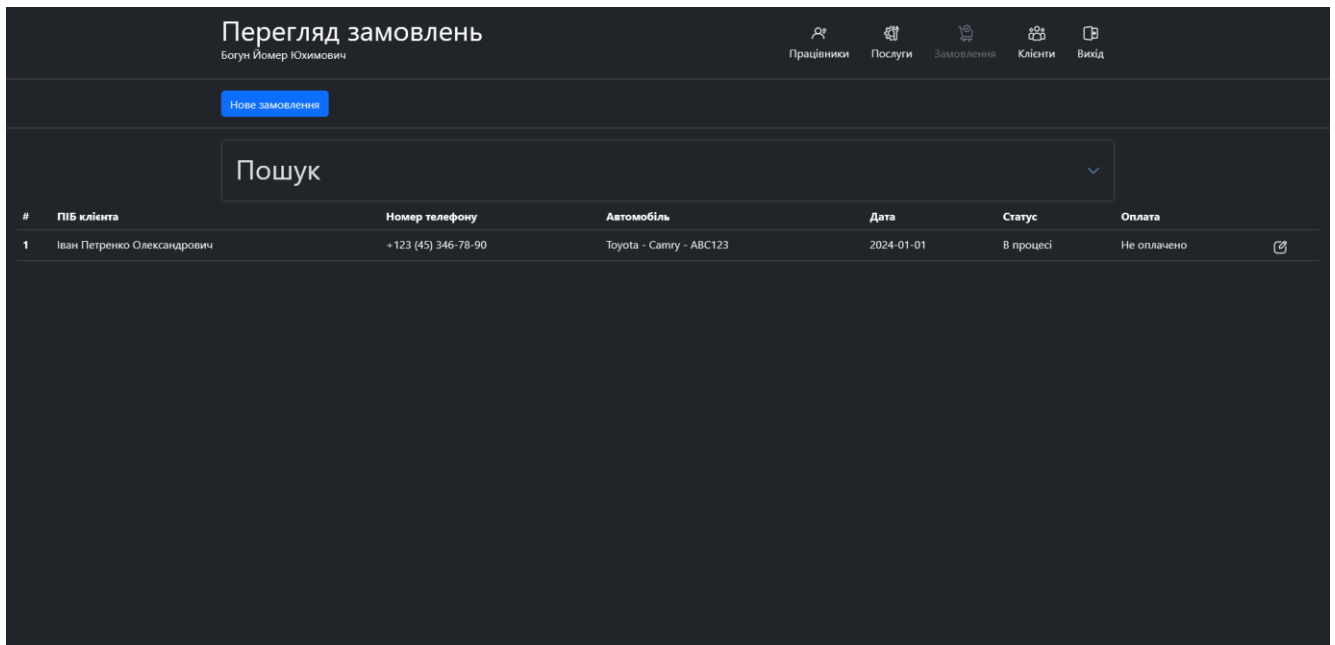 Перегляд замовлень
Богун Йомер Юхимович
Працівники Послуги Замовлення Клієнти Вихід
Нове замовлення
Пошук
# ПІБ клієнта Номер телефону Автомобіль Дата Статус Оплата
1 Іван Петренко Олександрович +123 (45) 346-78-90 Toyota - Camry - ABC123 2024-01-01 В процесі Не оплачено